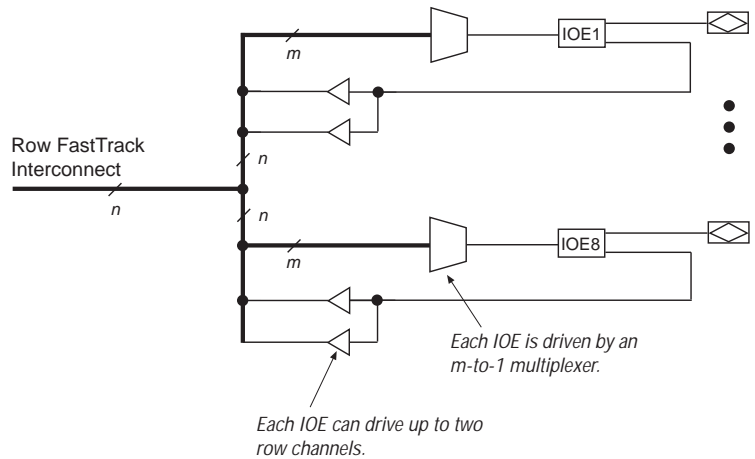 IOE1
m
Row FastTrack
Interconnect
n
n
n
m
IOE8
Each IOE is driven by an
m-to-1 multiplexer.
Each IOE can drive up to two
row channels.